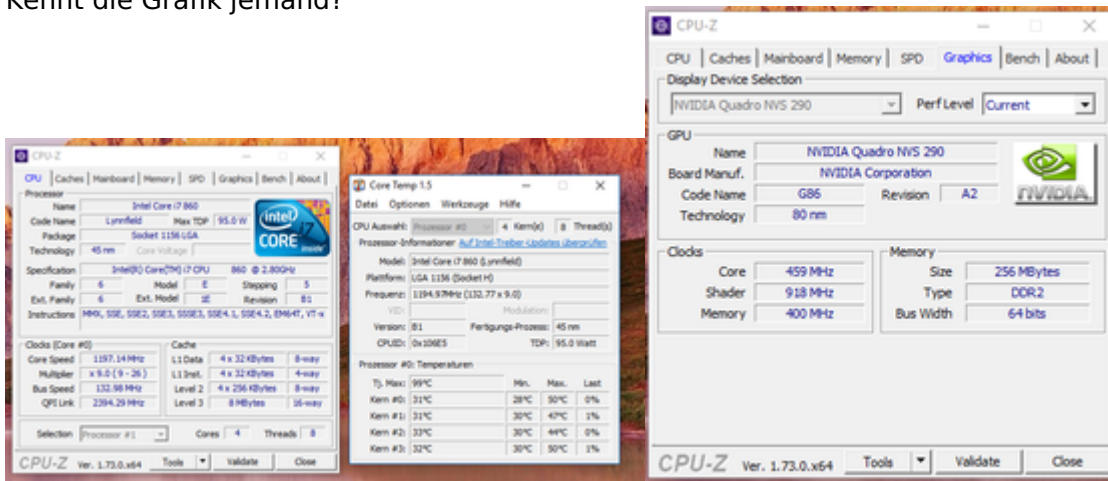 Kennt die Grafik jemand?
CPU-Z
CPU Caches Mainboard Memory SPD Graphics Bench About
Processor
Name Intel Core i7 860
Code Name Lynnfield Max TDP 95.0 W
Package Socket 1156 LGA
Technology 45 nm Core Voltage
intel CORE i7 inside
Specification Intel(R) Core(TM) i7 CPU 860 @ 2.80GHz
Family 6 Model E Stepping 5
Ext. Family 6 Ext. Model 1E Revision B1
Instructions MMX, SSE, SSE2, SSE3, SSSE3, SSE4.1, SSE4.2, EM64T, VT-x
Clocks (Core #0) Cache
Core Speed 1197.14 MHz L1 Data 4 x 32 KBytes 8-way
Multiplier x 9.0 ( 9 - 26 ) L1 Inst. 4 x 32 KBytes 4-way
Bus Speed 132.98 MHz Level 2 4 x 256 KBytes 8-way
QPI Link 2394.29 MHz Level 3 8 MBytes 16-way
Selection Processor #1 Cores 4 Threads 8
CPU-Z Ver. 1.73.0.x64 Tools Validate Close
Core Temp 1.5
Datei Optionen Werkzeuge Hilfe
CPU Auswahl: Prozessor #0 4 Kern(e) 8 Thread(s)
Prozessor-Informationen Auf Intel-Treiber-Updates überprüfen
Model: Intel Core i7 860 (Lynnfield)
Plattform: LGA 1156 (Socket H)
Frequenz: 1194.97MHz (132.77 x 9.0)
VID: Modulation:
Version: B1 Fertigungs-Prozess: 45 nm
CPUID: 0x106E5 TDP: 95.0 Watt
Prozessor #0: Temperaturen
Tj. Max: 99°C Min. Max. Last
Kern #0: 31°C 28°C 50°C 0%
Kern #1: 31°C 30°C 47°C 1%
Kern #2: 33°C 30°C 44°C 0%
Kern #3: 32°C 30°C 50°C 1%
CPU-Z
CPU Caches Mainboard Memory SPD Graphics Bench About
Display Device Selection
NVIDIA Quadro NVS 290 Perf Level Current
GPU
Name NVIDIA Quadro NVS 290
Board Manuf. NVIDIA Corporation
Code Name G86 Revision A2
Technology 80 nm
NVIDIA.
Clocks Memory
Core 459 MHz Size 256 MBytes
Shader 918 MHz Type DDR2
Memory 400 MHz Bus Width 64 bits
CPU-Z Ver. 1.73.0.x64 Tools Validate Close